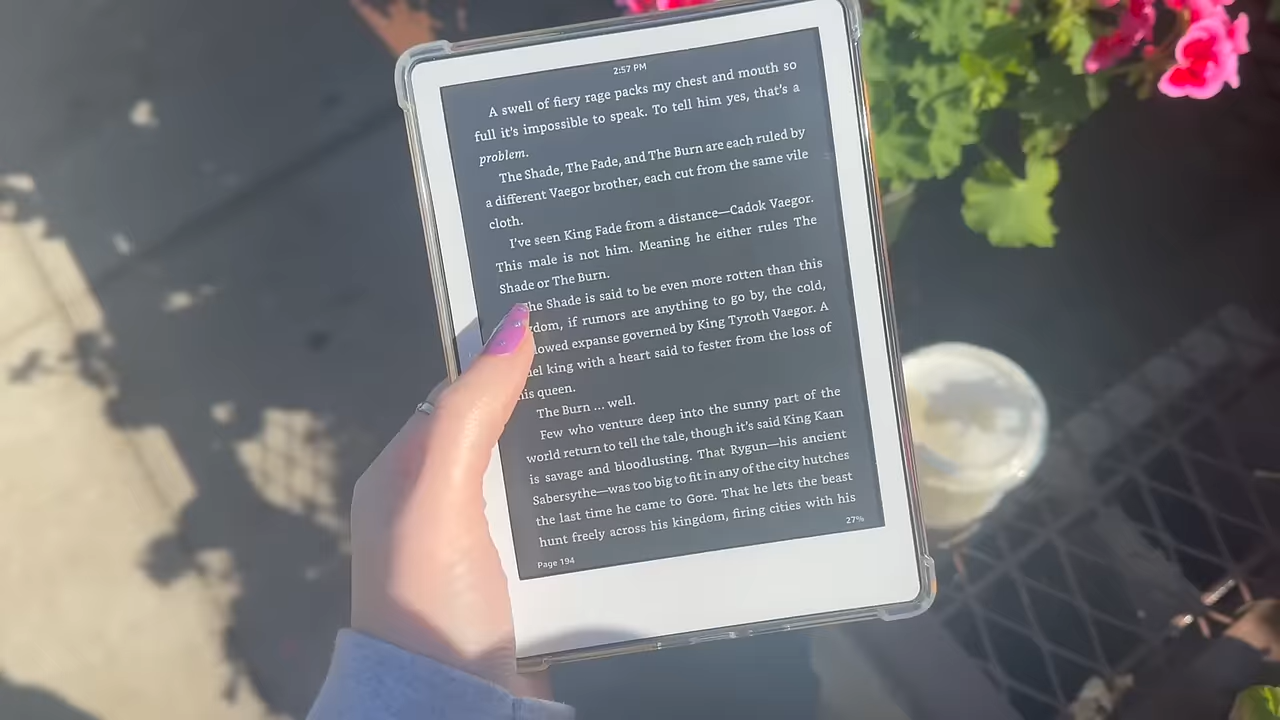 2:57 PM
A swell of fiery rage packs my chest and mouth so
full it's impossible to speak. To tell him yes, that's a
problem.
The Shade, The Fade, and The Burn are each ruled by
a different Vaegor brother, each cut from the same vile
cloth.
I've seen King Fade from a distance—Cadok Vaegor.
This male is not him. Meaning he either rules The
Shade or The Burn.
The Shade is said to be even more rotten than this
dom, if rumors are anything to go by, the cold,
lowed expanse governed by King Tyroth Vaegor. A
el king with a heart said to fester from the loss of
his queen.
The Burn ... well.
Few who venture deep into the sunny part of the
world return to tell the tale, though it's said King Kaan
is savage and bloodlusting. That Rygun—his ancient
Sabersythe—was too big to fit in any of the city hutches
the last time he came to Gore. That he lets the beast
hunt freely across his kingdom, firing cities with his
27%
Page 194